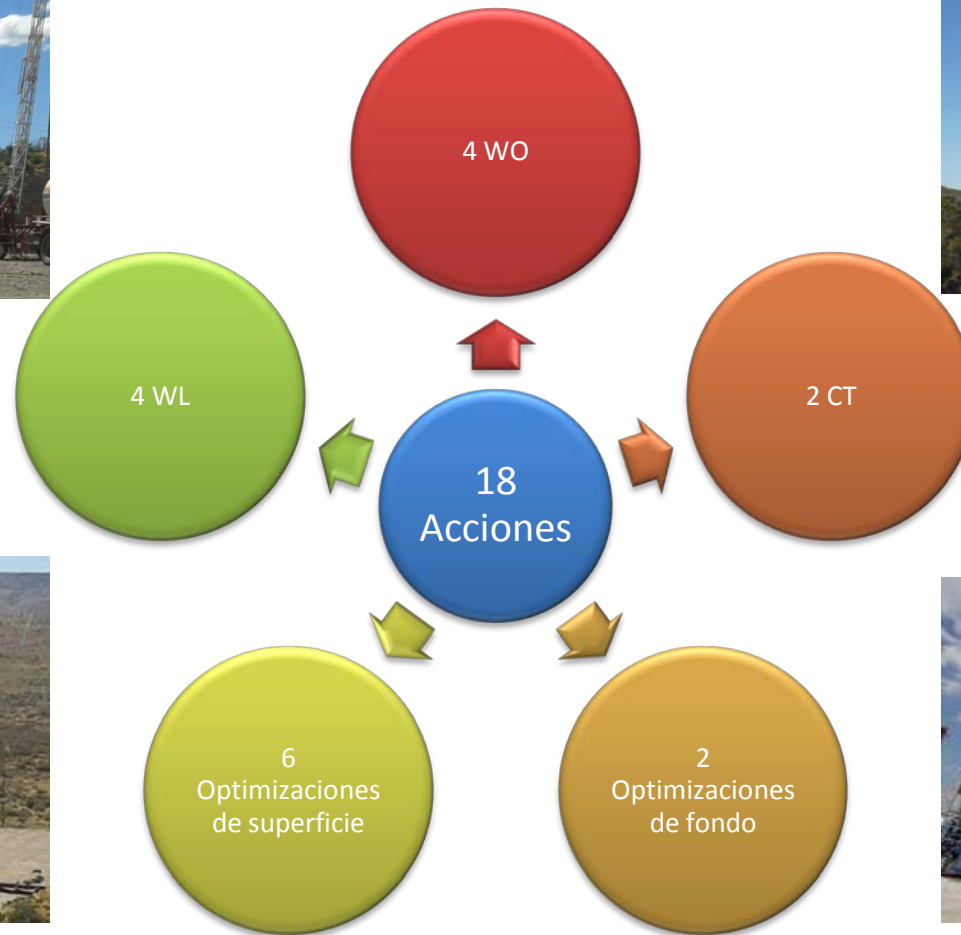 4 WO
4 WL
2 CT
18
Acciones
6
Optimizaciones
de superficie
2
Optimizaciones
de fondo